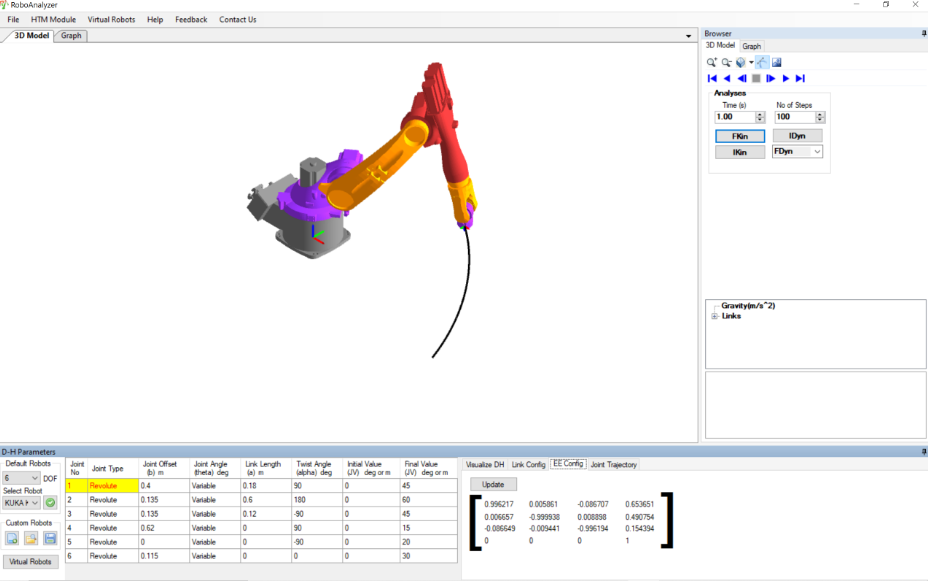 RoboAnalyzer
File HTM Module Virtual Robots Help Feedback Contact Us
3D Model Graph
Browser
3D Model Graph
Analyses
Time (s) No of Steps
1.00 100
FKin IDyn
IKin FDyn
Gravity(m/s^2)
Links
D-H Parameters
Default Robots
6 DOF
Select Robot
KUKA
Custom Robots
Virtual Robots
Joint No Joint Type Joint Offset (b) m Joint Angle (theta) deg Link Length (a) m Twist Angle (alpha) deg Initial Value (JV) deg or m Final Value (JV) deg or m
1 Revolute 0.4 Variable 0.18 90 0 45
2 Revolute 0.135 Variable 0.6 180 0 60
3 Revolute 0.135 Variable 0.12 -90 0 45
4 Revolute 0.62 Variable 0 90 0 15
5 Revolute 0 Variable 0 -90 0 20
6 Revolute 0.115 Variable 0 0 0 30
Visualize DH Link Config EE Config Joint Trajectory
Update
0.996217 0.005861 -0.086707 0.653651
0.006657 -0.999938 0.008898 0.490754
-0.086649 -0.009441 -0.996194 0.154394
0 0 0 1